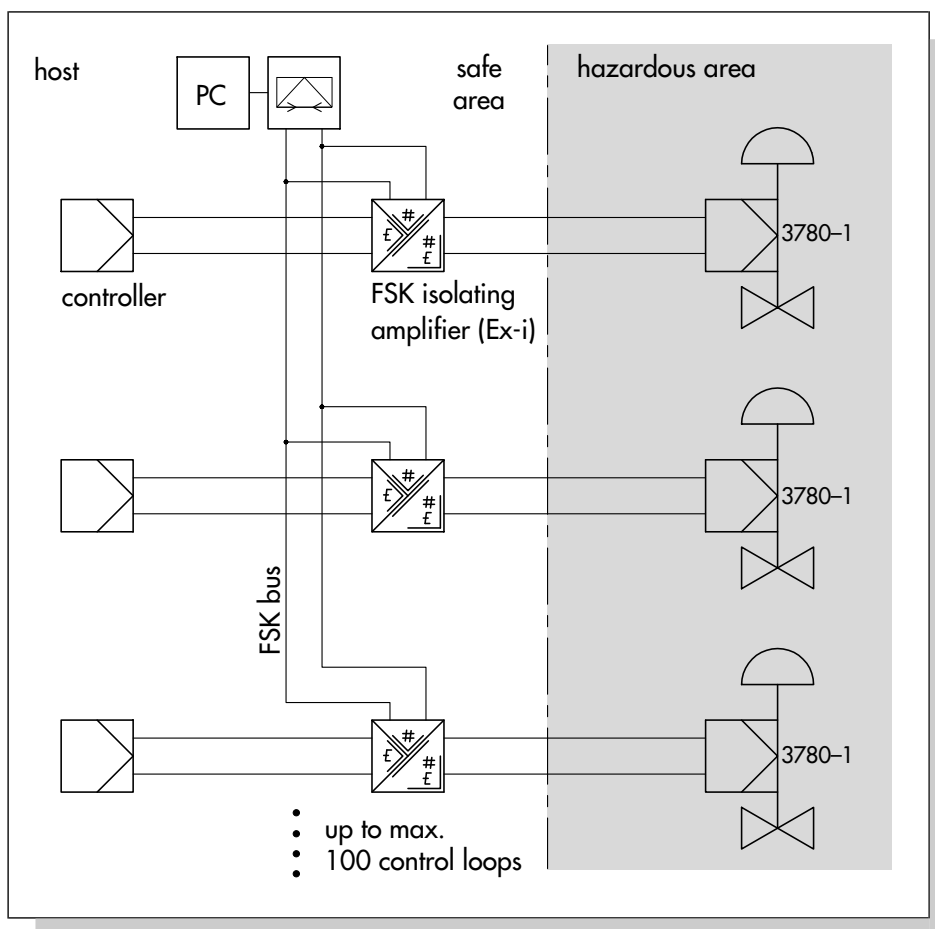 host
PC
safe
area
hazardous area
3780–1
controller
FSK isolating
amplifier (Ex-i)
3780–1
FSK bus
3780–1
up to max.
100 control loops